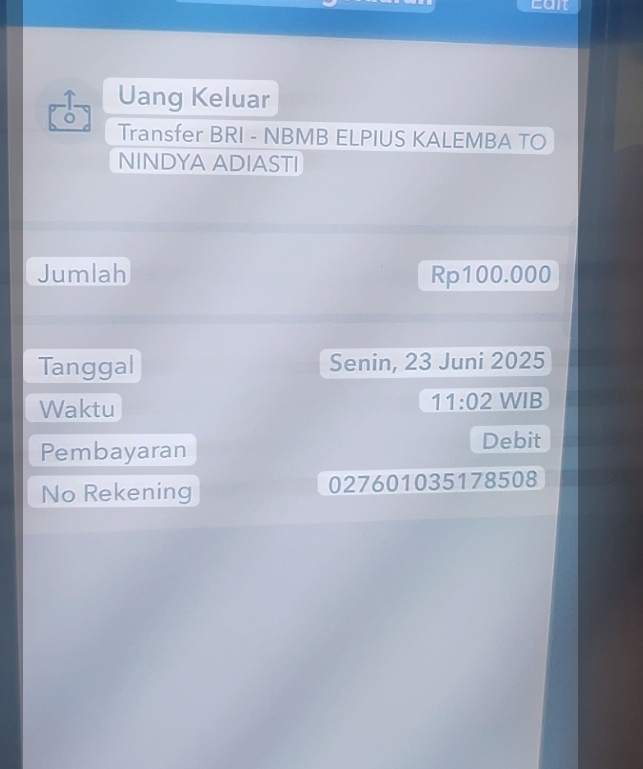 Edit
Uang Keluar
Transfer BRI - NBMB ELPIUS KALEMBA TO
NINDYA ADIASTI
Jumlah
Rp100.000
Tanggal
Senin, 23 Juni 2025
Waktu
11:02 WIB
Pembayaran
Debit
No Rekening
027601035178508